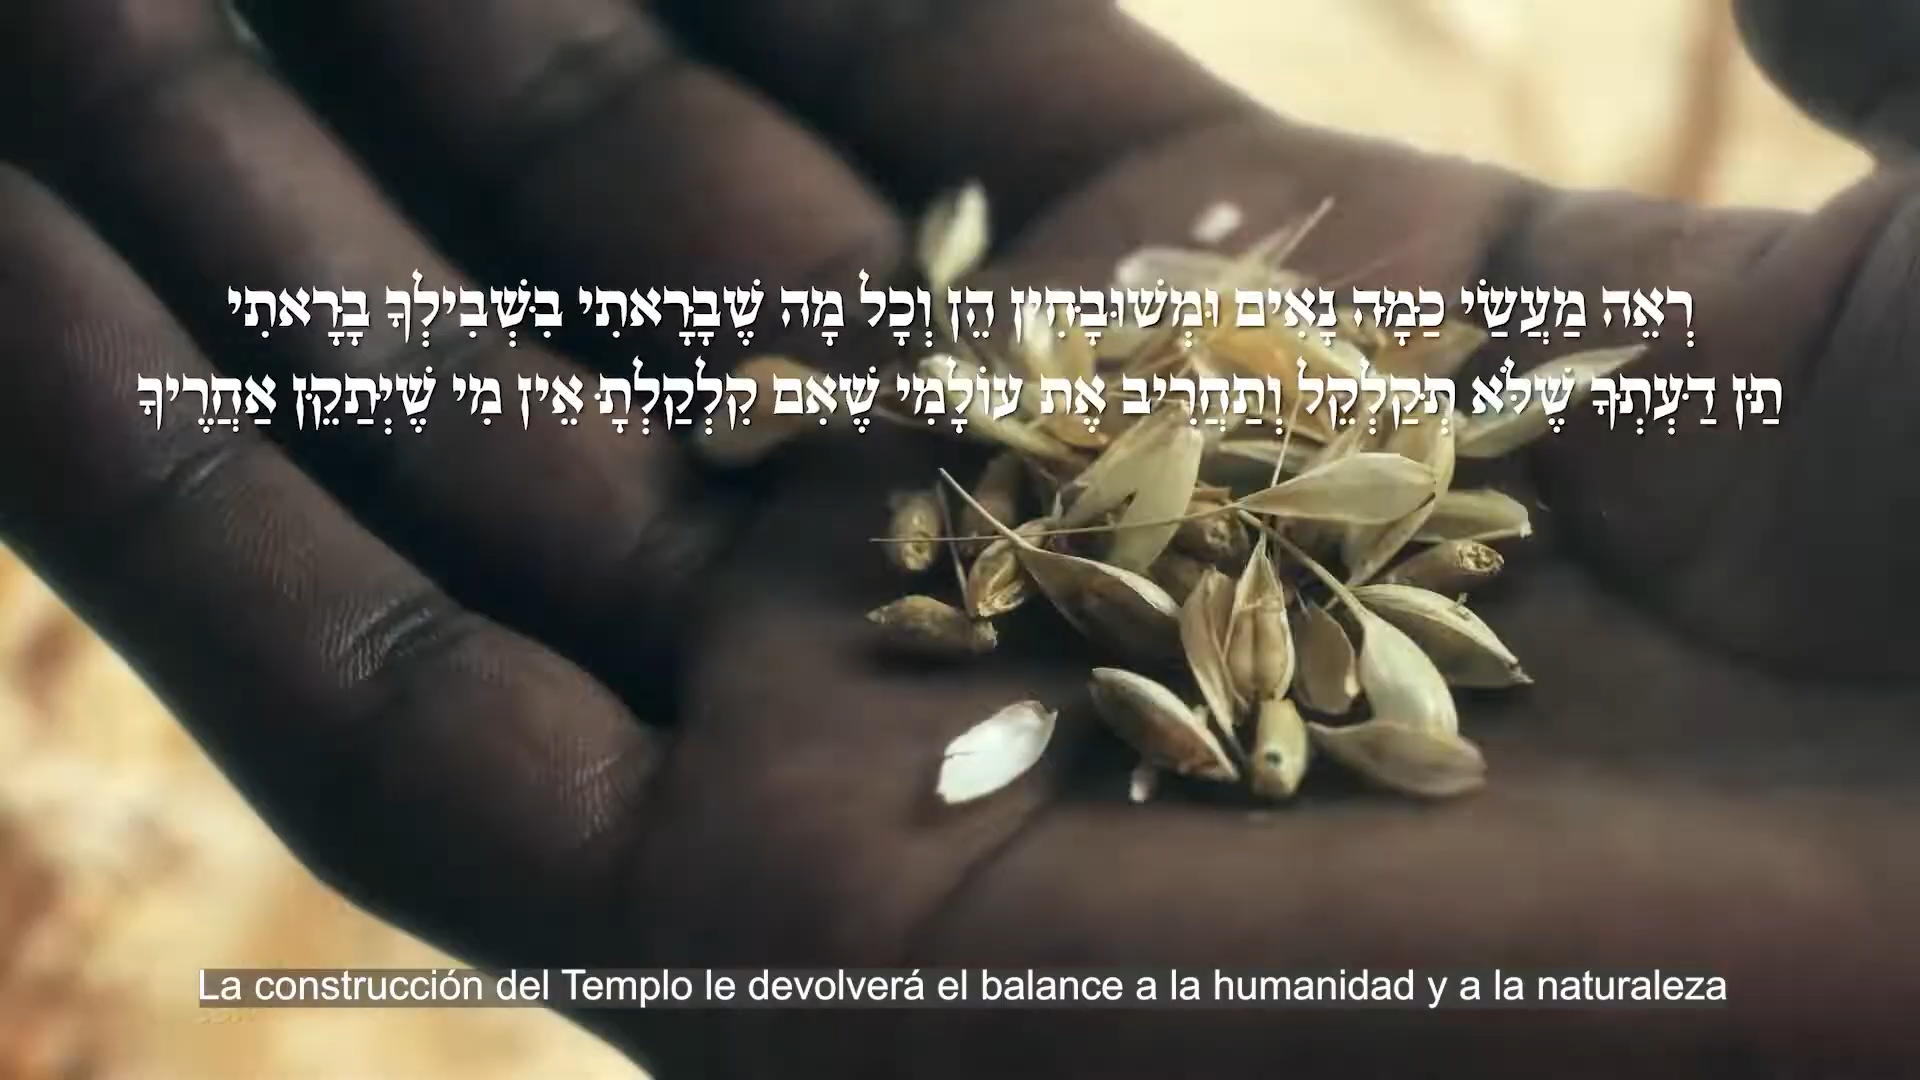 רְאֵה מַעֲשַׂי כַּמָּה נָאִים וּמְשׁוּבָּחִין הֵן וְכָל מָה שֶׁבָּרָאתִי בִּשְׁבִילְךָ בָּרָאתִי
תֵּן דַּעְתְּךָ שֶׁלֹּא תְּקַלְקֵל וְתַחֲרִיב אֶת עוֹלָמִי שֶׁאִם קִלְקַלְתָּ אֵין מִי שֶׁיְּתַקֵּן אַחֲרֶיךָ
La construcción del Templo le devolverá el balance a la humanidad y a la naturaleza